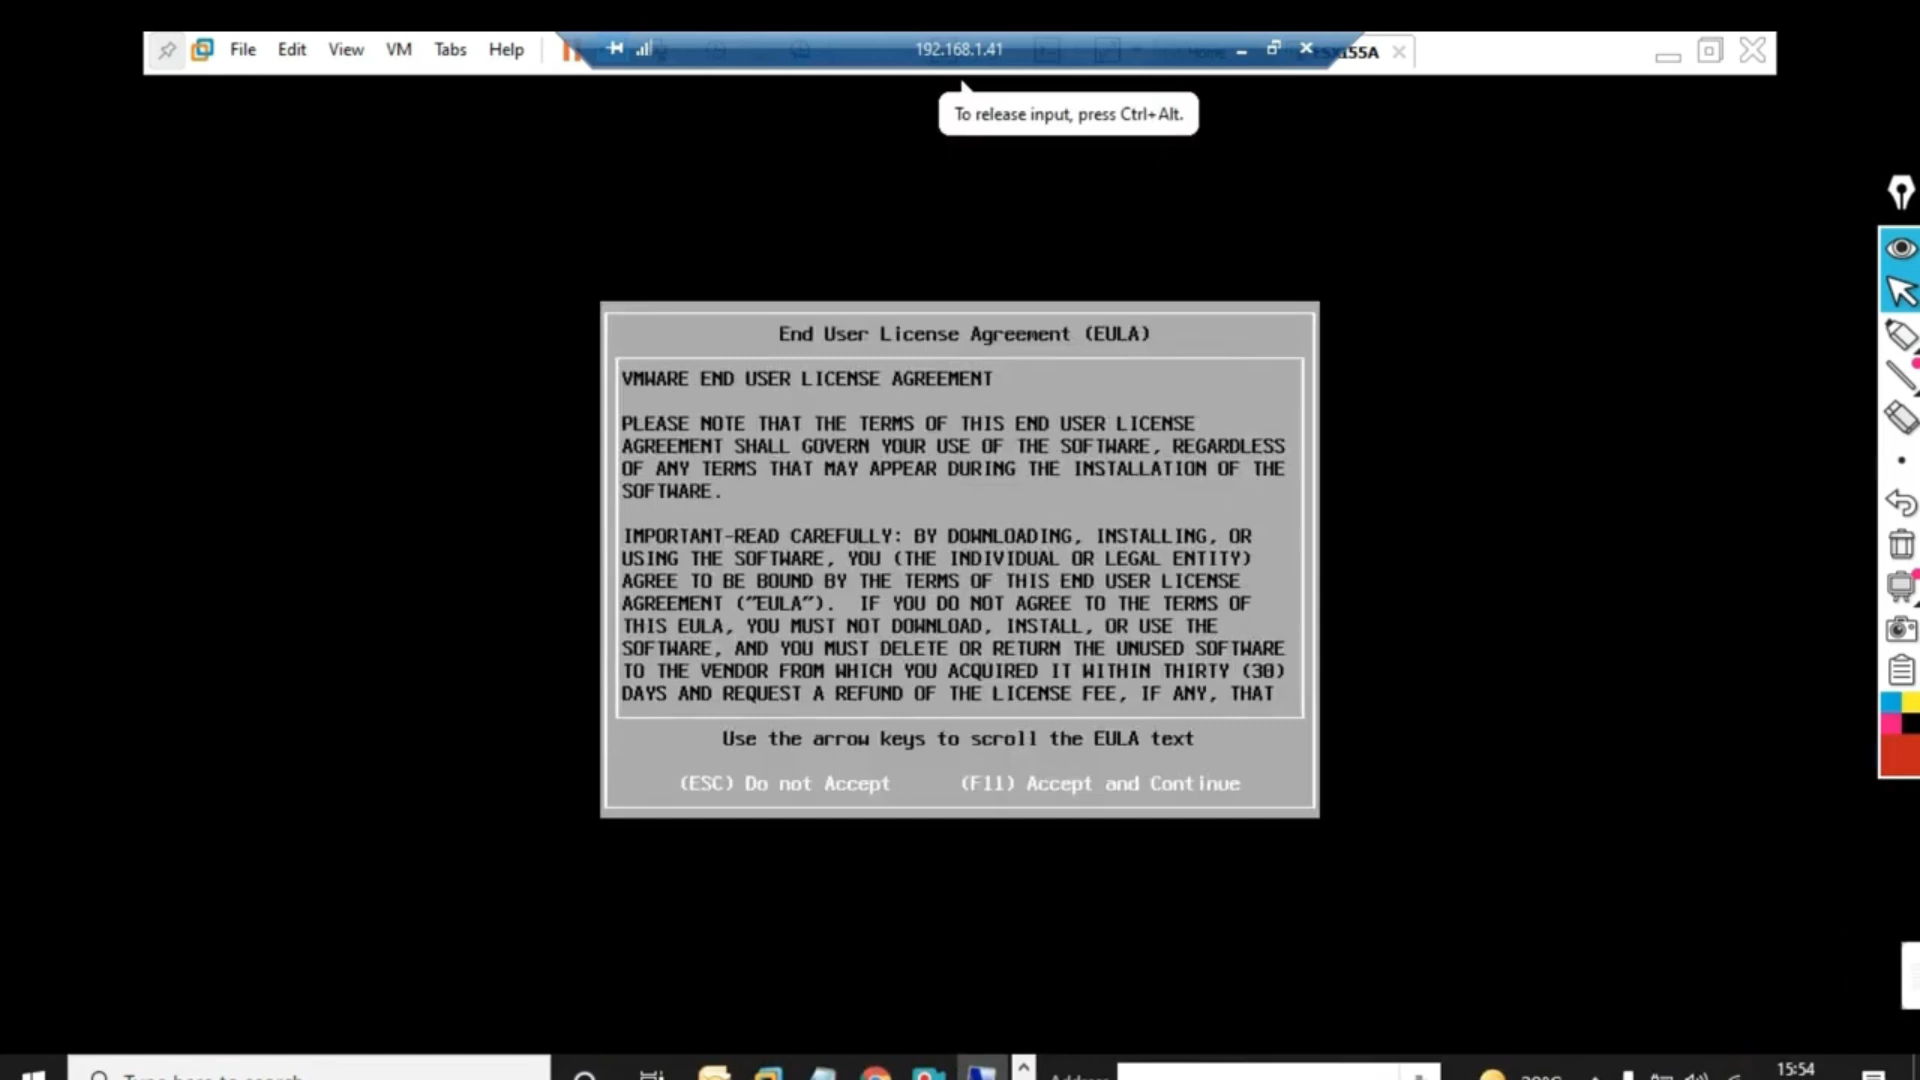 File Edit View VM Tabs Help
192.168.1.41
155A
To release input, press Ctrl+Alt.
End User License Agreement (EULA)
VMWARE END USER LICENSE AGREEMENT
PLEASE NOTE THAT THE TERMS OF THIS END USER LICENSE
AGREEMENT SHALL GOVERN YOUR USE OF THE SOFTWARE, REGARDLESS
OF ANY TERMS THAT MAY APPEAR DURING THE INSTALLATION OF THE
SOFTWARE.
IMPORTANT-READ CAREFULLY: BY DOWNLOADING, INSTALLING, OR
USING THE SOFTWARE, YOU (THE INDIVIDUAL OR LEGAL ENTITY)
AGREE TO BE BOUND BY THE TERMS OF THIS END USER LICENSE
AGREEMENT ("EULA"). IF YOU DO NOT AGREE TO THE TERMS OF
THIS EULA, YOU MUST NOT DOWNLOAD, INSTALL, OR USE THE
SOFTWARE, AND YOU MUST DELETE OR RETURN THE UNUSED SOFTWARE
TO THE VENDOR FROM WHICH YOU ACQUIRED IT WITHIN THIRTY (30)
DAYS AND REQUEST A REFUND OF THE LICENSE FEE, IF ANY, THAT
Use the arrow keys to scroll the EULA text
(ESC) Do not Accept (F11) Accept and Continue
Type here to search
Address
15:54